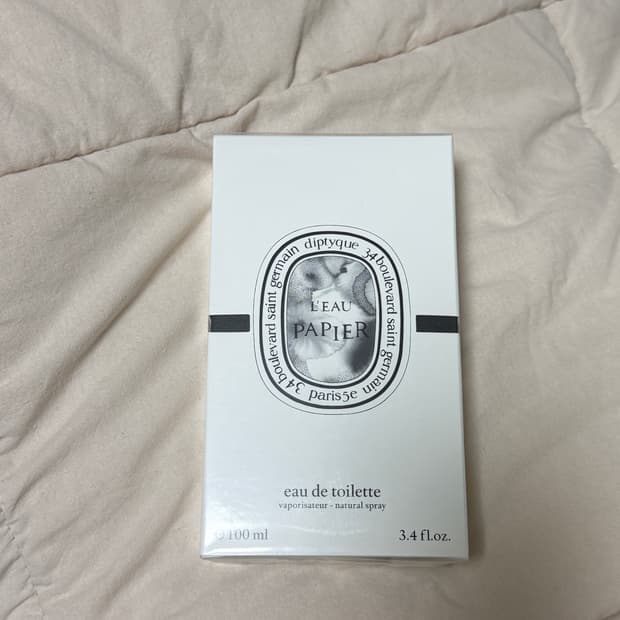 diptyque 34 boulevard saint germain paris5e 34 boulevard saint germain
L'EAU
PAPIER
eau de toilette
vaporisateur - natural spray
℮100 ml 3.4 fl.oz.